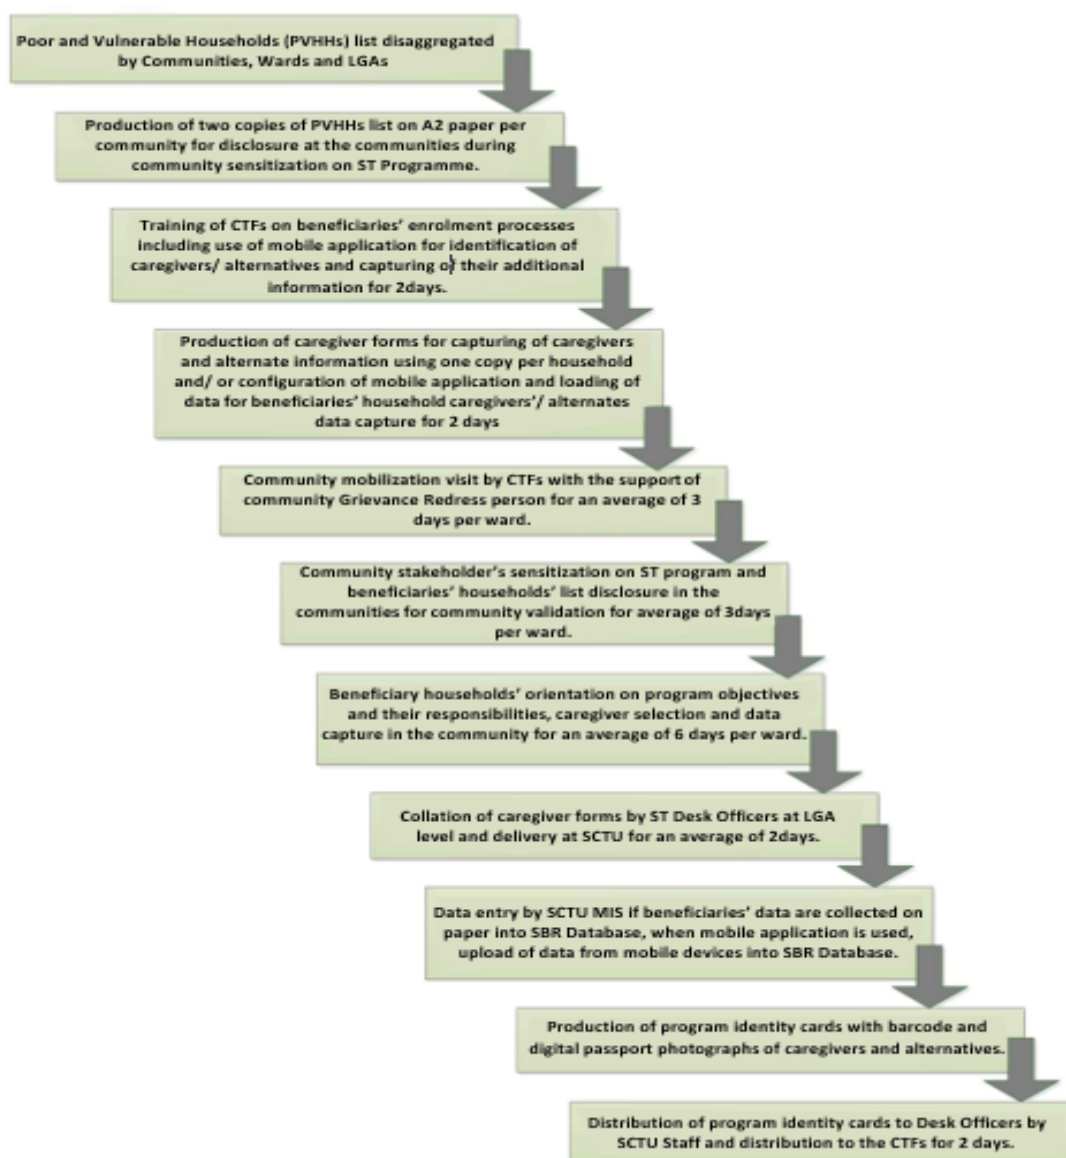 Poor and Vulnerable Households (PVHHs) list disaggregated
by Communities, Wards and LGAs
Production of two copies of PVHHs list on A2 paper per
community for disclosure at the communities during
community sensitization on ST Programme.
Training of CTFs on beneficiaries' enrolment processes
including use of mobile application for identification of
caregivers/ alternatives and capturing of their additional
information for 2days.
Production of caregiver forms for capturing of caregivers
and alternate information using one copy per household
and/ or configuration of mobile application and loading of
data for beneficiaries' household caregivers'/ alternates
data capture for 2 days
Community mobilization visit by CTFs with the support of
community Grievance Redress person for an average of 3
days per ward.
Community stakeholder's sensitization on ST program and
beneficiaries' households' list disclosure in the
communities for community validation for average of 3days
per ward.
Beneficiary households' orientation on program objectives
and their responsibilities, caregiver selection and data
capture in the community for an average of 6 days per ward.
Collation of caregiver forms by ST Desk Officers at LGA
level and delivery at SCTU for an average of 2days.
Data entry by SCTU MIS if beneficiaries' data are collected on
paper into SBR Database, when mobile application is used,
upload of data from mobile devices into SBR Database.
Production of program identity cards with barcode and
digital passport photographs of caregivers and alternatives.
Distribution of program identity cards to Desk Officers by
SCTU Staff and distribution to the CTFs for 2 days.